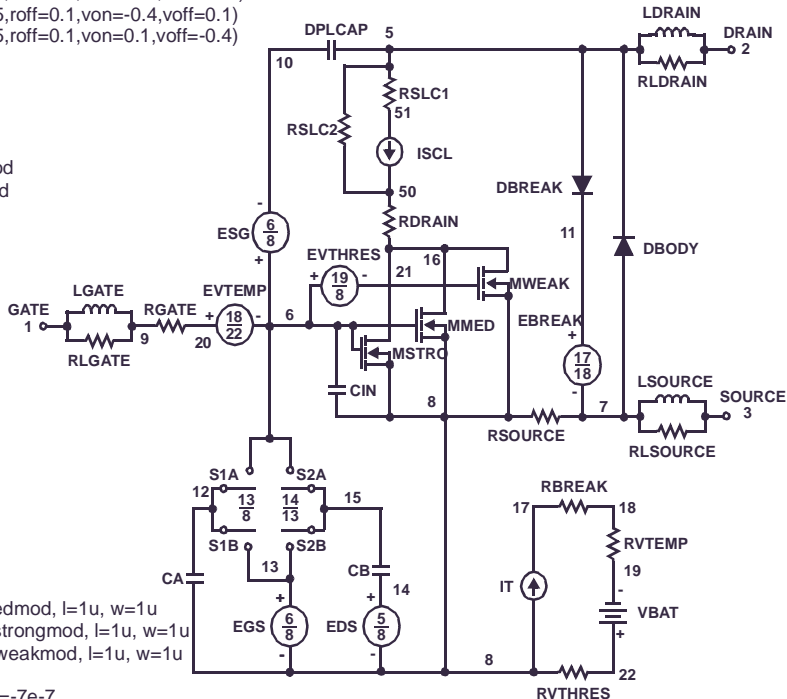 5,roff=0.1,von=-0.4,voff=0.1)
5,roff=0.1,von=0.1,voff=-0.4)
LDRAIN
DPLCAP 5 DRAIN
2
10
RLDRAIN
RSLC1
51
RSLC2
ISCL
od
d
50
DBREAK
RDRAIN
ESG 6 8
11
DBODY
EVTHRES
16
21
19 8
MWEAK
LGATE
EVTEMP
GATE
1
RGATE
18 22
6
MMED
EBREAK
RLGATE
9
20
MSTRO
17 18
LSOURCE
CIN
8
7
SOURCE
3
RSOURCE
RLSOURCE
S1A S2A
12
13 8
14 13
15
RBREAK
17 18
S1B S2B
RVTEMP
13
CB
19
CA
14
IT
VBAT
EGS 6 8
EDS 5 8
edmod, l=1u, w=1u
strongmod, l=1u, w=1u
weakmod, l=1u, w=1u
8
22
=-7e-7
RVTHRES